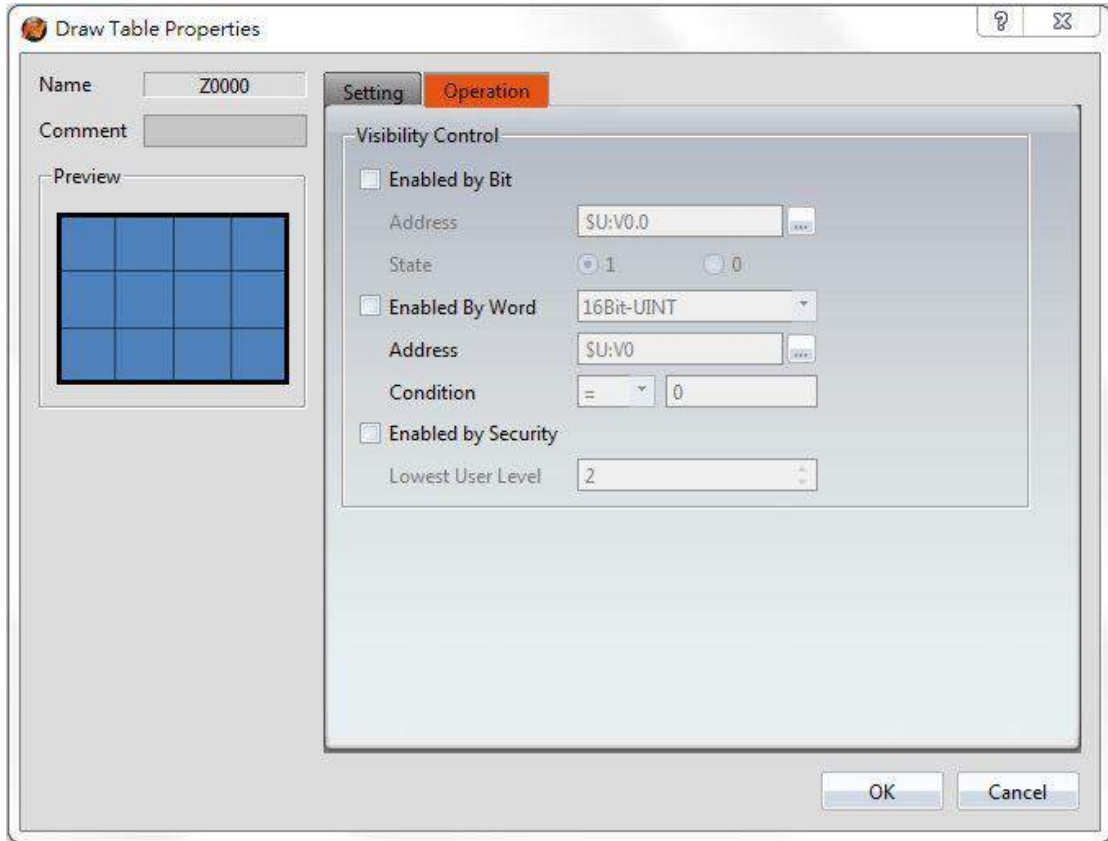 Draw Table Properties
Name Z0000
Comment
Preview
Setting Operation
Visibility Control
Enabled by Bit
Address $U:V0.0 ...
State 1 0
Enabled By Word 16Bit-UINT
Address $U:V0 ...
Condition = 0
Enabled by Security
Lowest User Level 2
OK Cancel